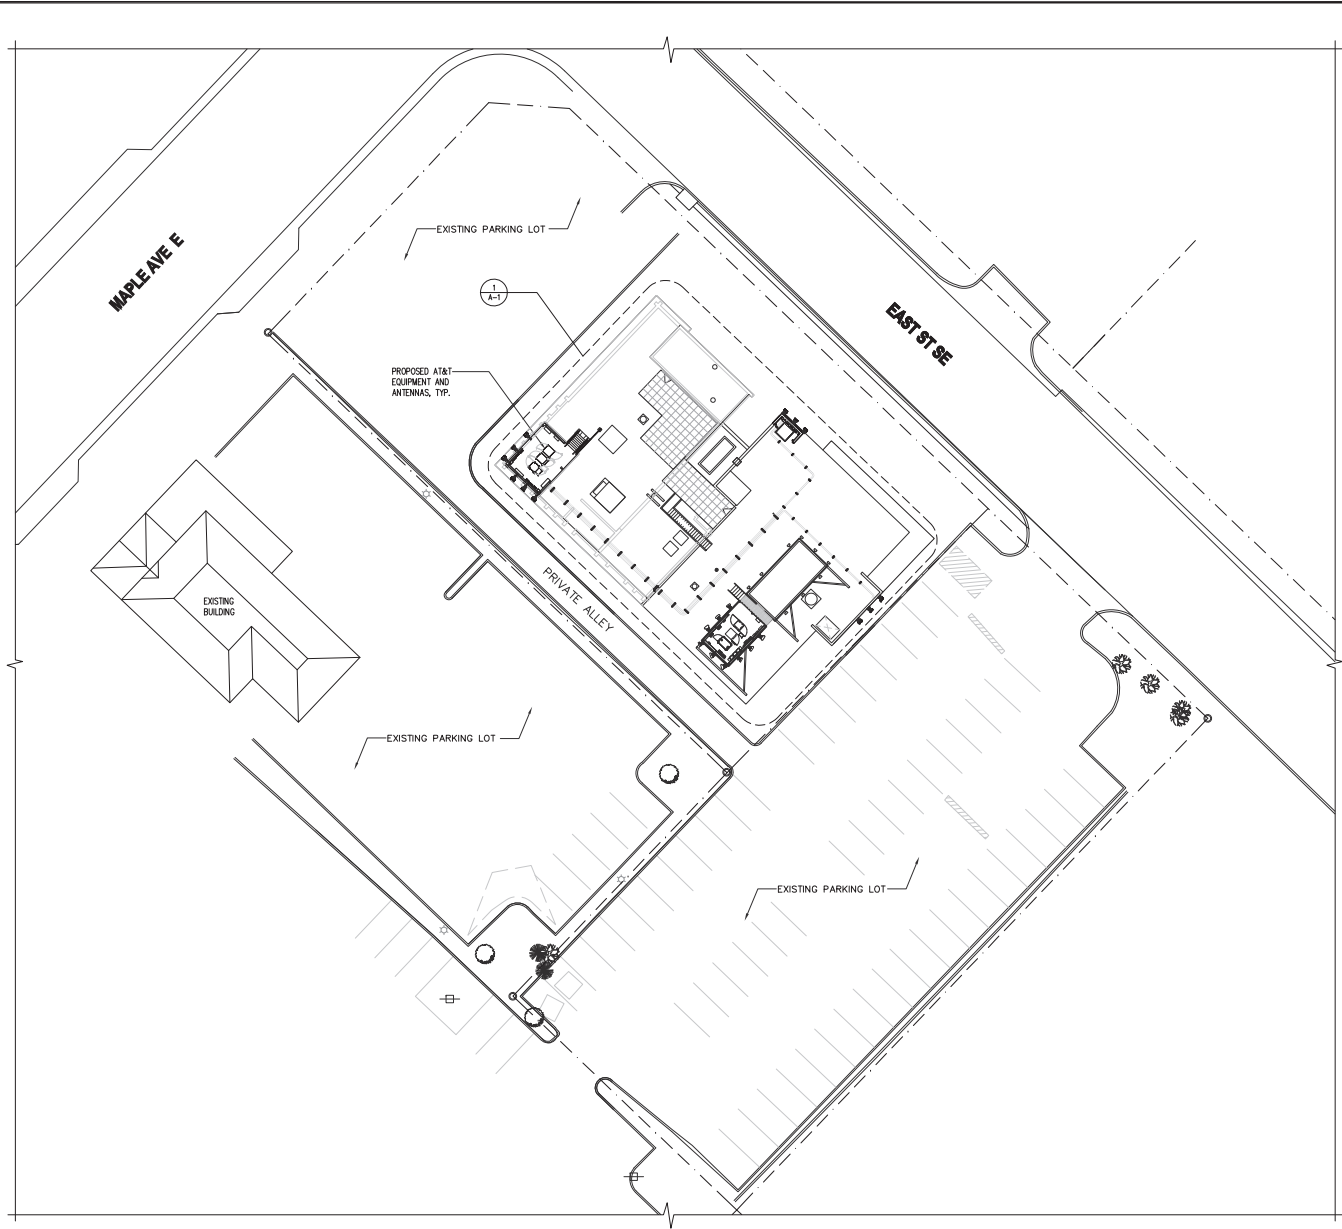 EXISTING PARKING LOT
MAPLE AVE E
1
A-1
EAST ST SE
PROPOSED AT&T
EQUIPMENT AND
ANTENNAS, TYP.
PRIVATE ALLEY
EXISTING
BUILDING
EXISTING PARKING LOT
EXISTING PARKING LOT